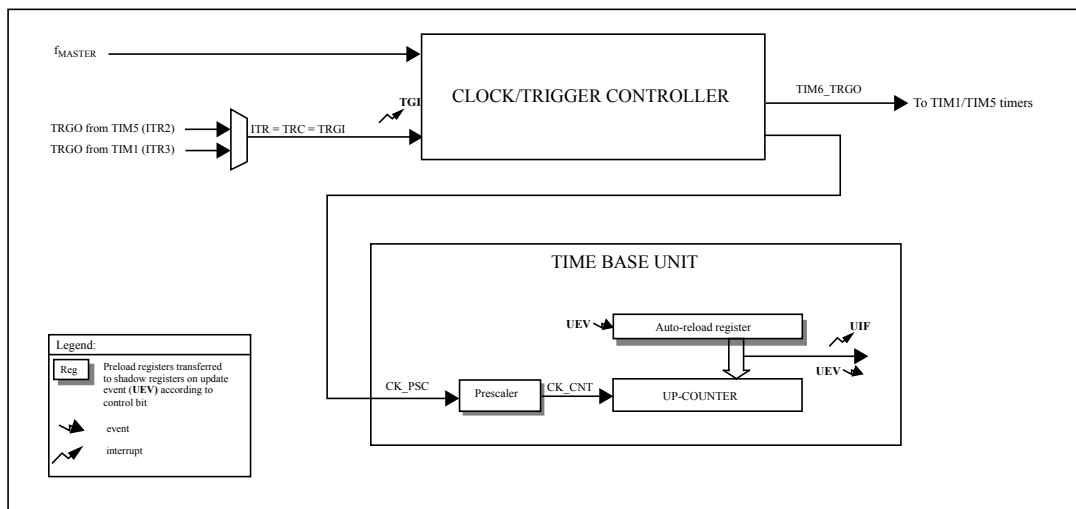 fMASTER
CLOCK/TRIGGER CONTROLLER
TGI
TIM6_TRGO
To TIM1/TIM5 timers
TRGO from TIM5 (ITR2)
ITR = TRC = TRGI
TRGO from TIM1 (ITR3)
TIME BASE UNIT
UEV
Auto-reload register
UIF
UEV
CK_PSC
Prescaler
CK_CNT
UP-COUNTER
Legend:
Reg
Preload registers transferred
to shadow registers on update
event (UEV) according to
control bit
event
interrupt